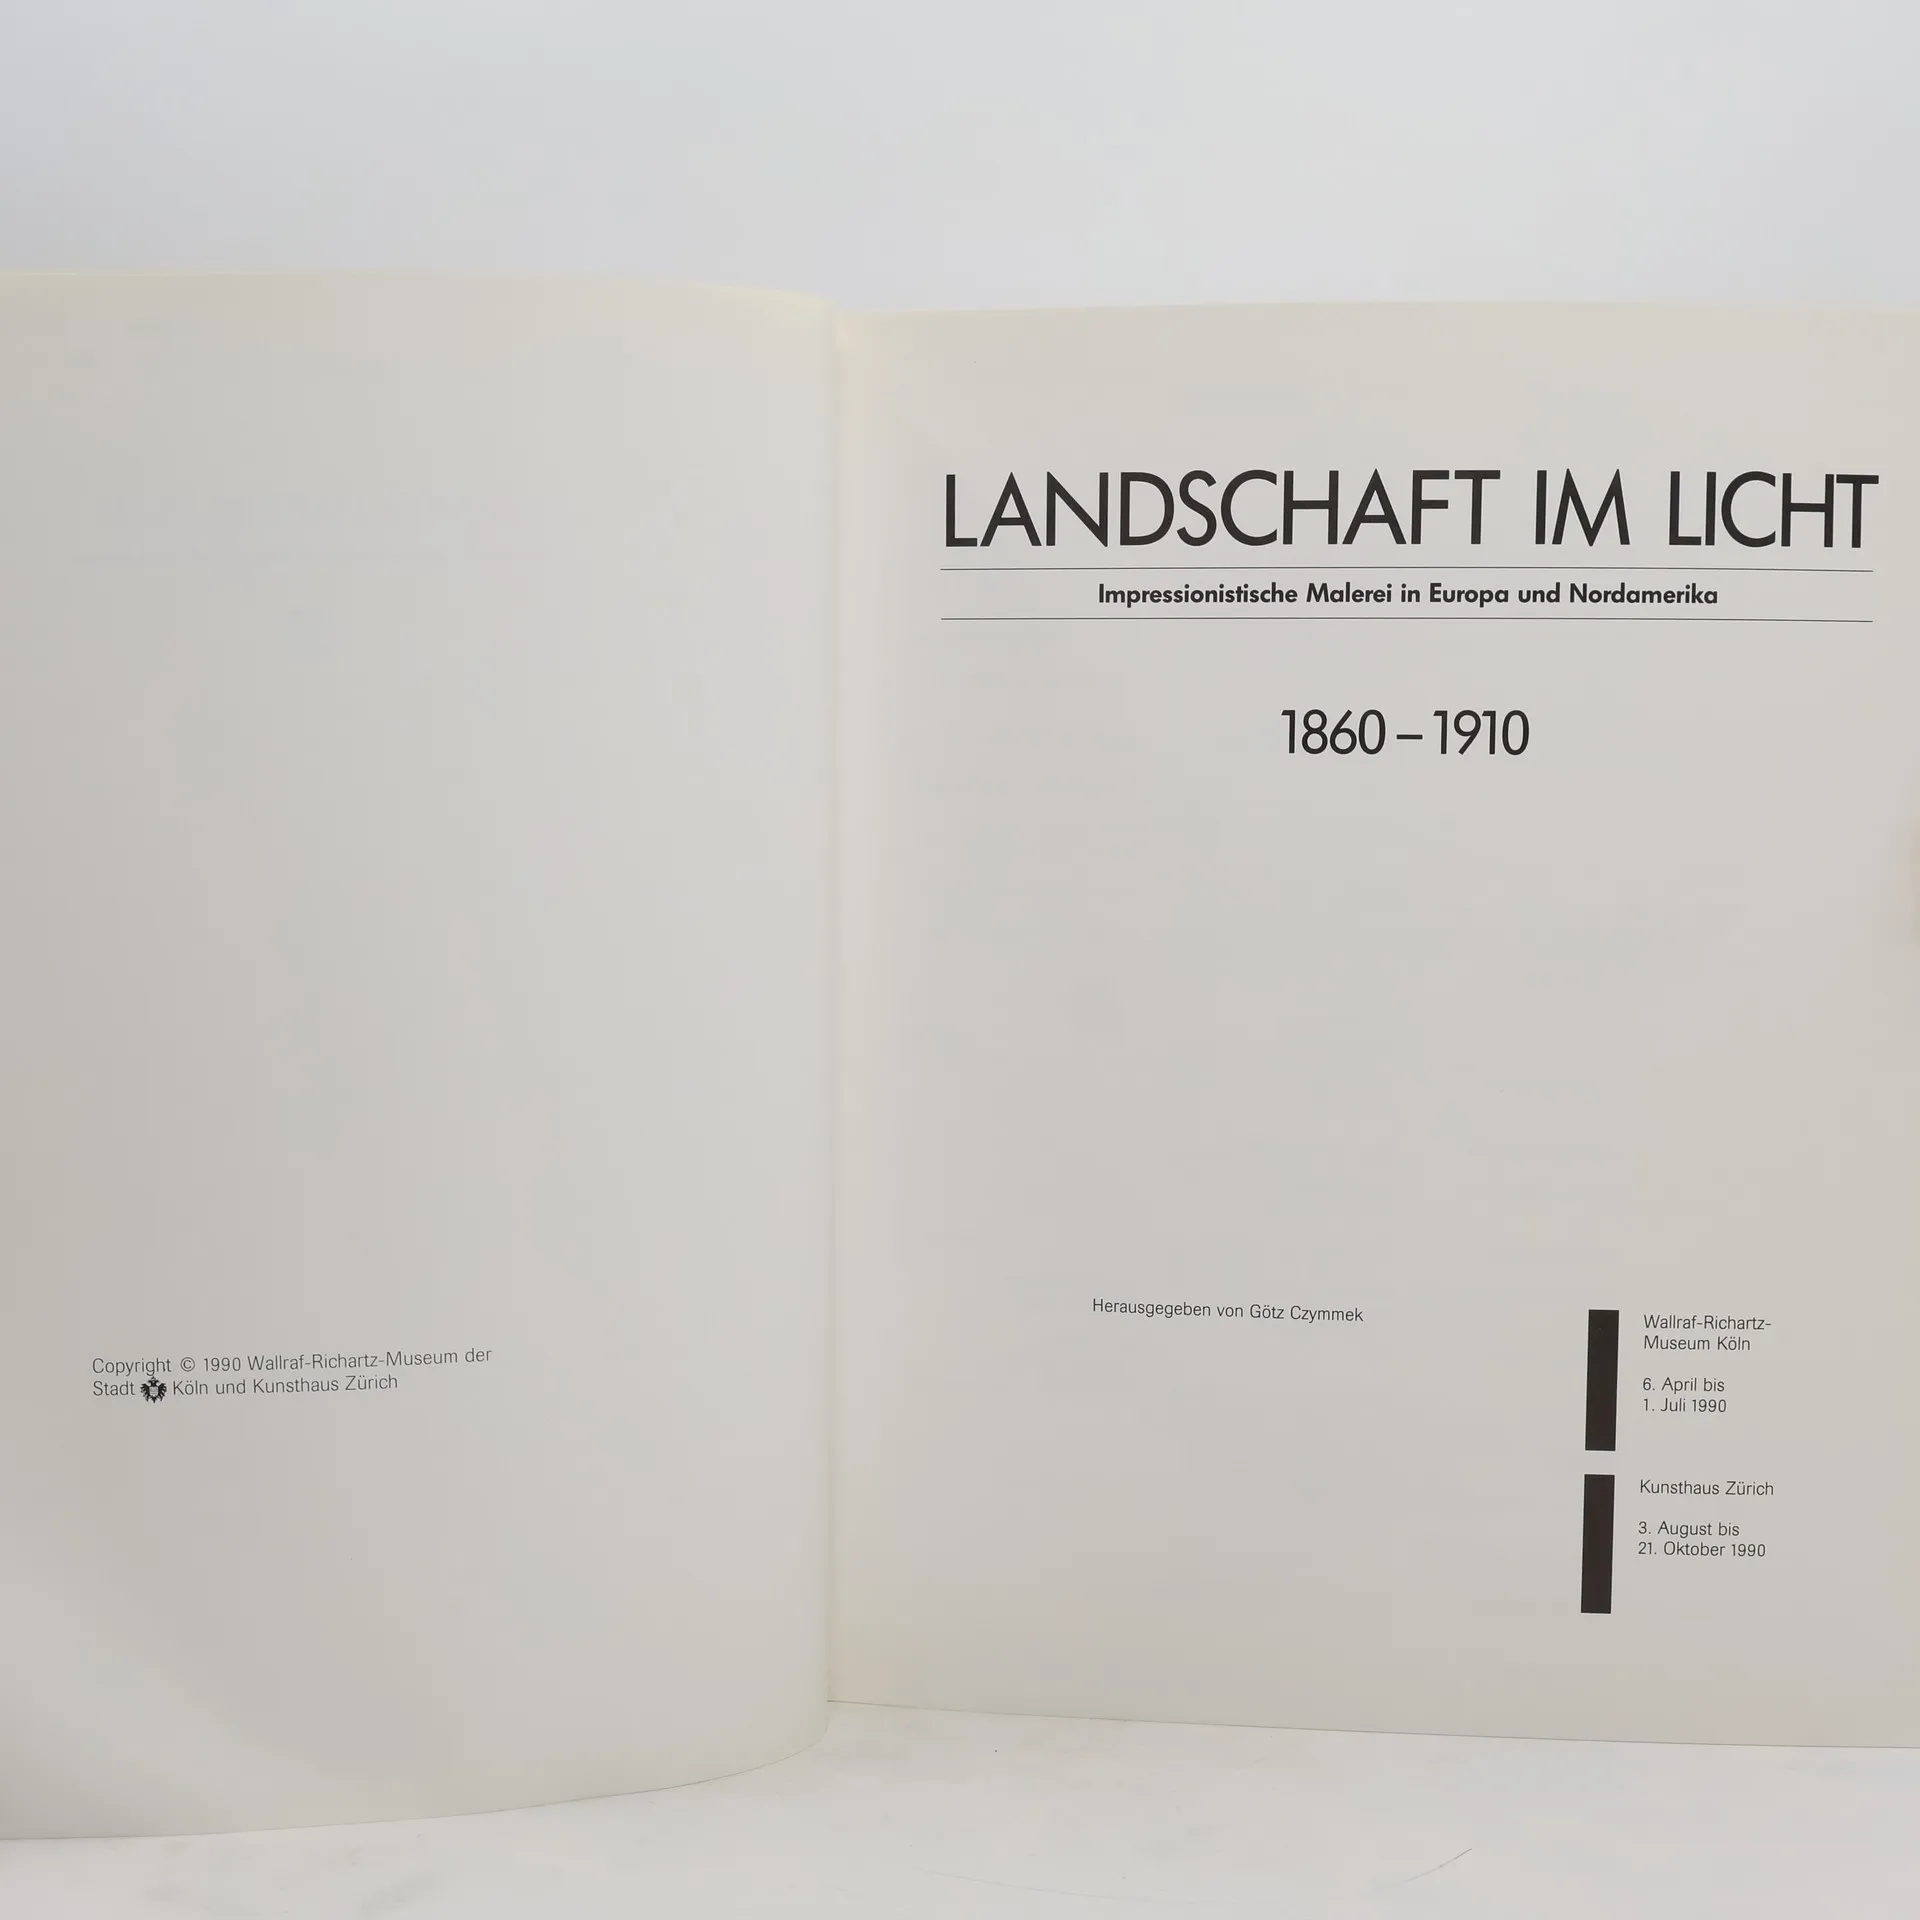 Copyright © 1990 Wallraf-Richartz-Museum der
Stadt Köln und Kunsthaus Zürich
LANDSCHAFT IM LICHT
Impressionistische Malerei in Europa und Nordamerika
1860 – 1910
Herausgegeben von Götz Czymmek
Wallraf-Richartz-
Museum Köln
6. April bis
1. Juli 1990
Kunsthaus Zürich
3. August bis
21. Oktober 1990